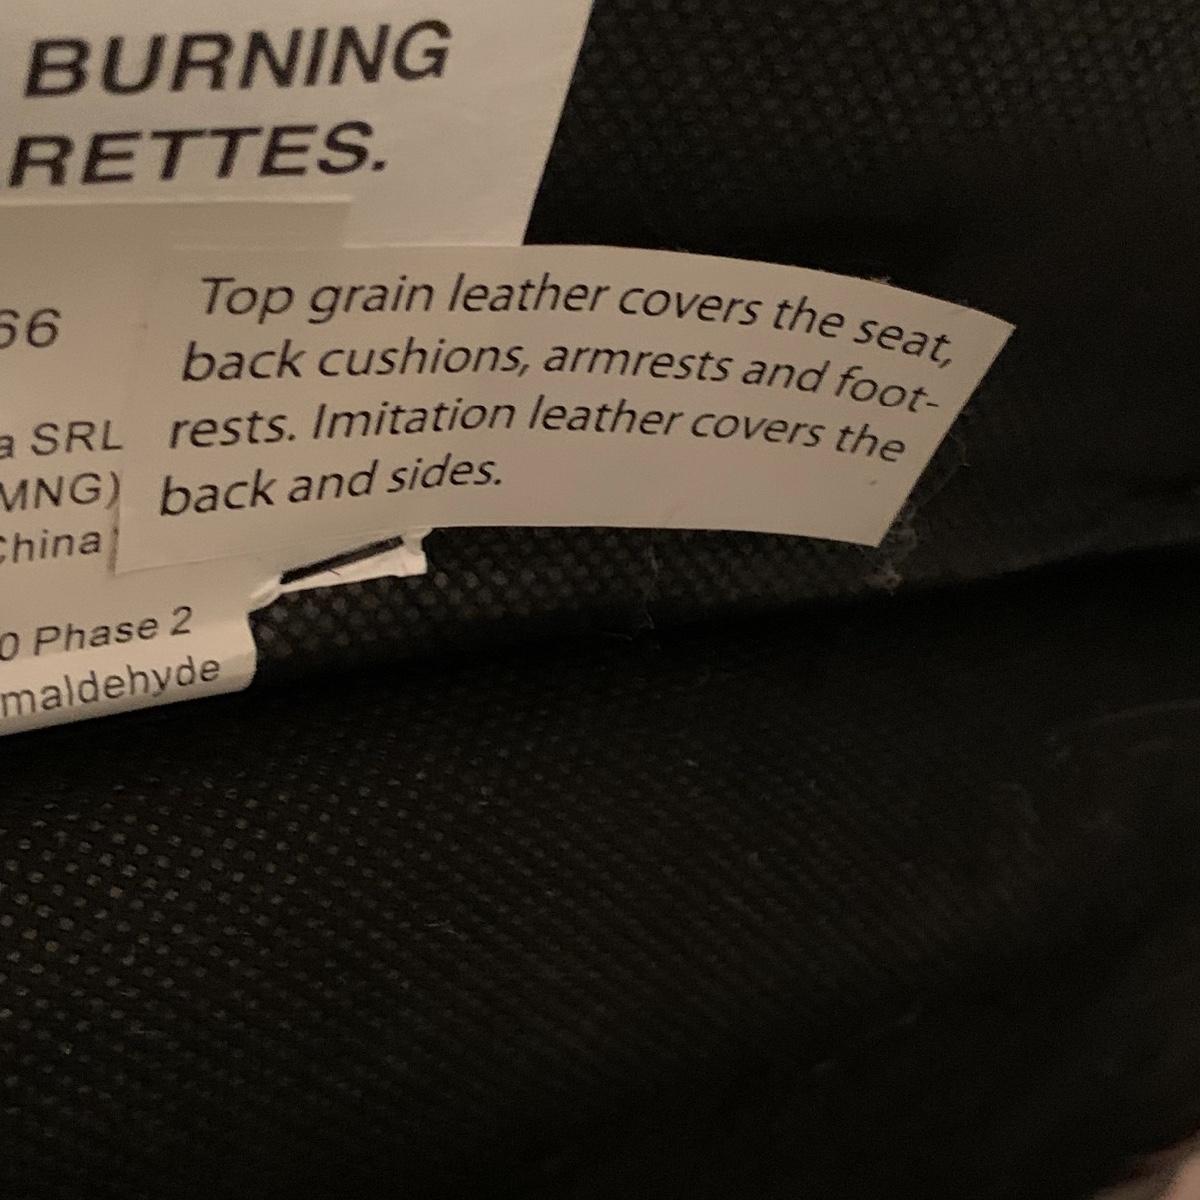 BURNING
RETTES.
66
Top grain leather covers the seat,
back cushions, armrests and foot-
rests. Imitation leather covers the
back and sides.
a SRL
MNG)
China
0 Phase 2
maldehyde